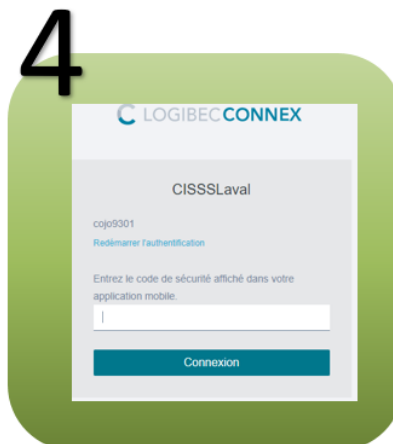 4
LOGIBEC CONNEX
CISSSLaval
cojo9301
Redémarrer l'authentification
Entrez le code de sécurité affiché dans votre
application mobile.
Connexion